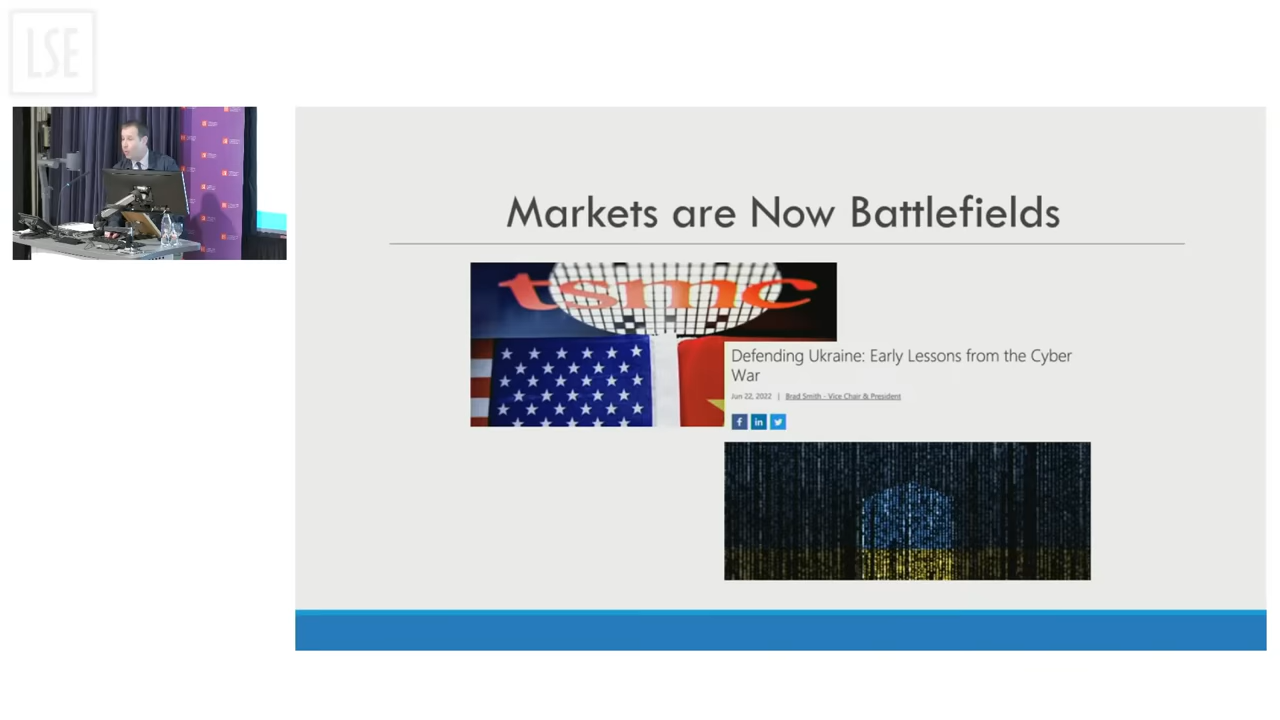 LSE
Markets are Now Battlefields
tsmc
Defending Ukraine: Early Lessons from the Cyber
War
Jun 22, 2022 | Brad Smith - Vice Chair & President